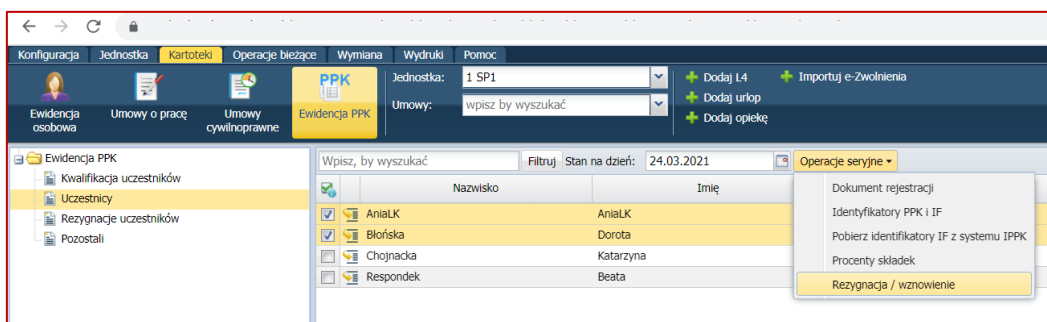 Konfiguracja Jednostka Kartoteki Operacje bieżące Wymiana Wydruki Pomoc
PPK
Ewidencja osobowa
Umowy o pracę
Umowy cywilnoprawne
Ewidencja PPK
Jednostka: 1 SP1
Umowy: wpisz by wyszukać
Dodaj L4
Dodaj urlop
Dodaj opiekę
Importuj e-Zwolnienia
Ewidencja PPK
Kwalifikacja uczestników
Uczestnicy
Rezygnacje uczestników
Pozostali
Wpisz, by wyszukać Filtruj Stan na dzień: 24.03.2021 Operacje seryjne
Nazwisko Imię
AniaLK AniaLK
Błońska Dorota
Chojnacka Katarzyna
Respondek Beata
Dokument rejestracji
Identyfikatory PPK i IF
Pobierz identyfikatory IF z systemu IPPK
Procenty składek
Rezygnacja / wznowienie